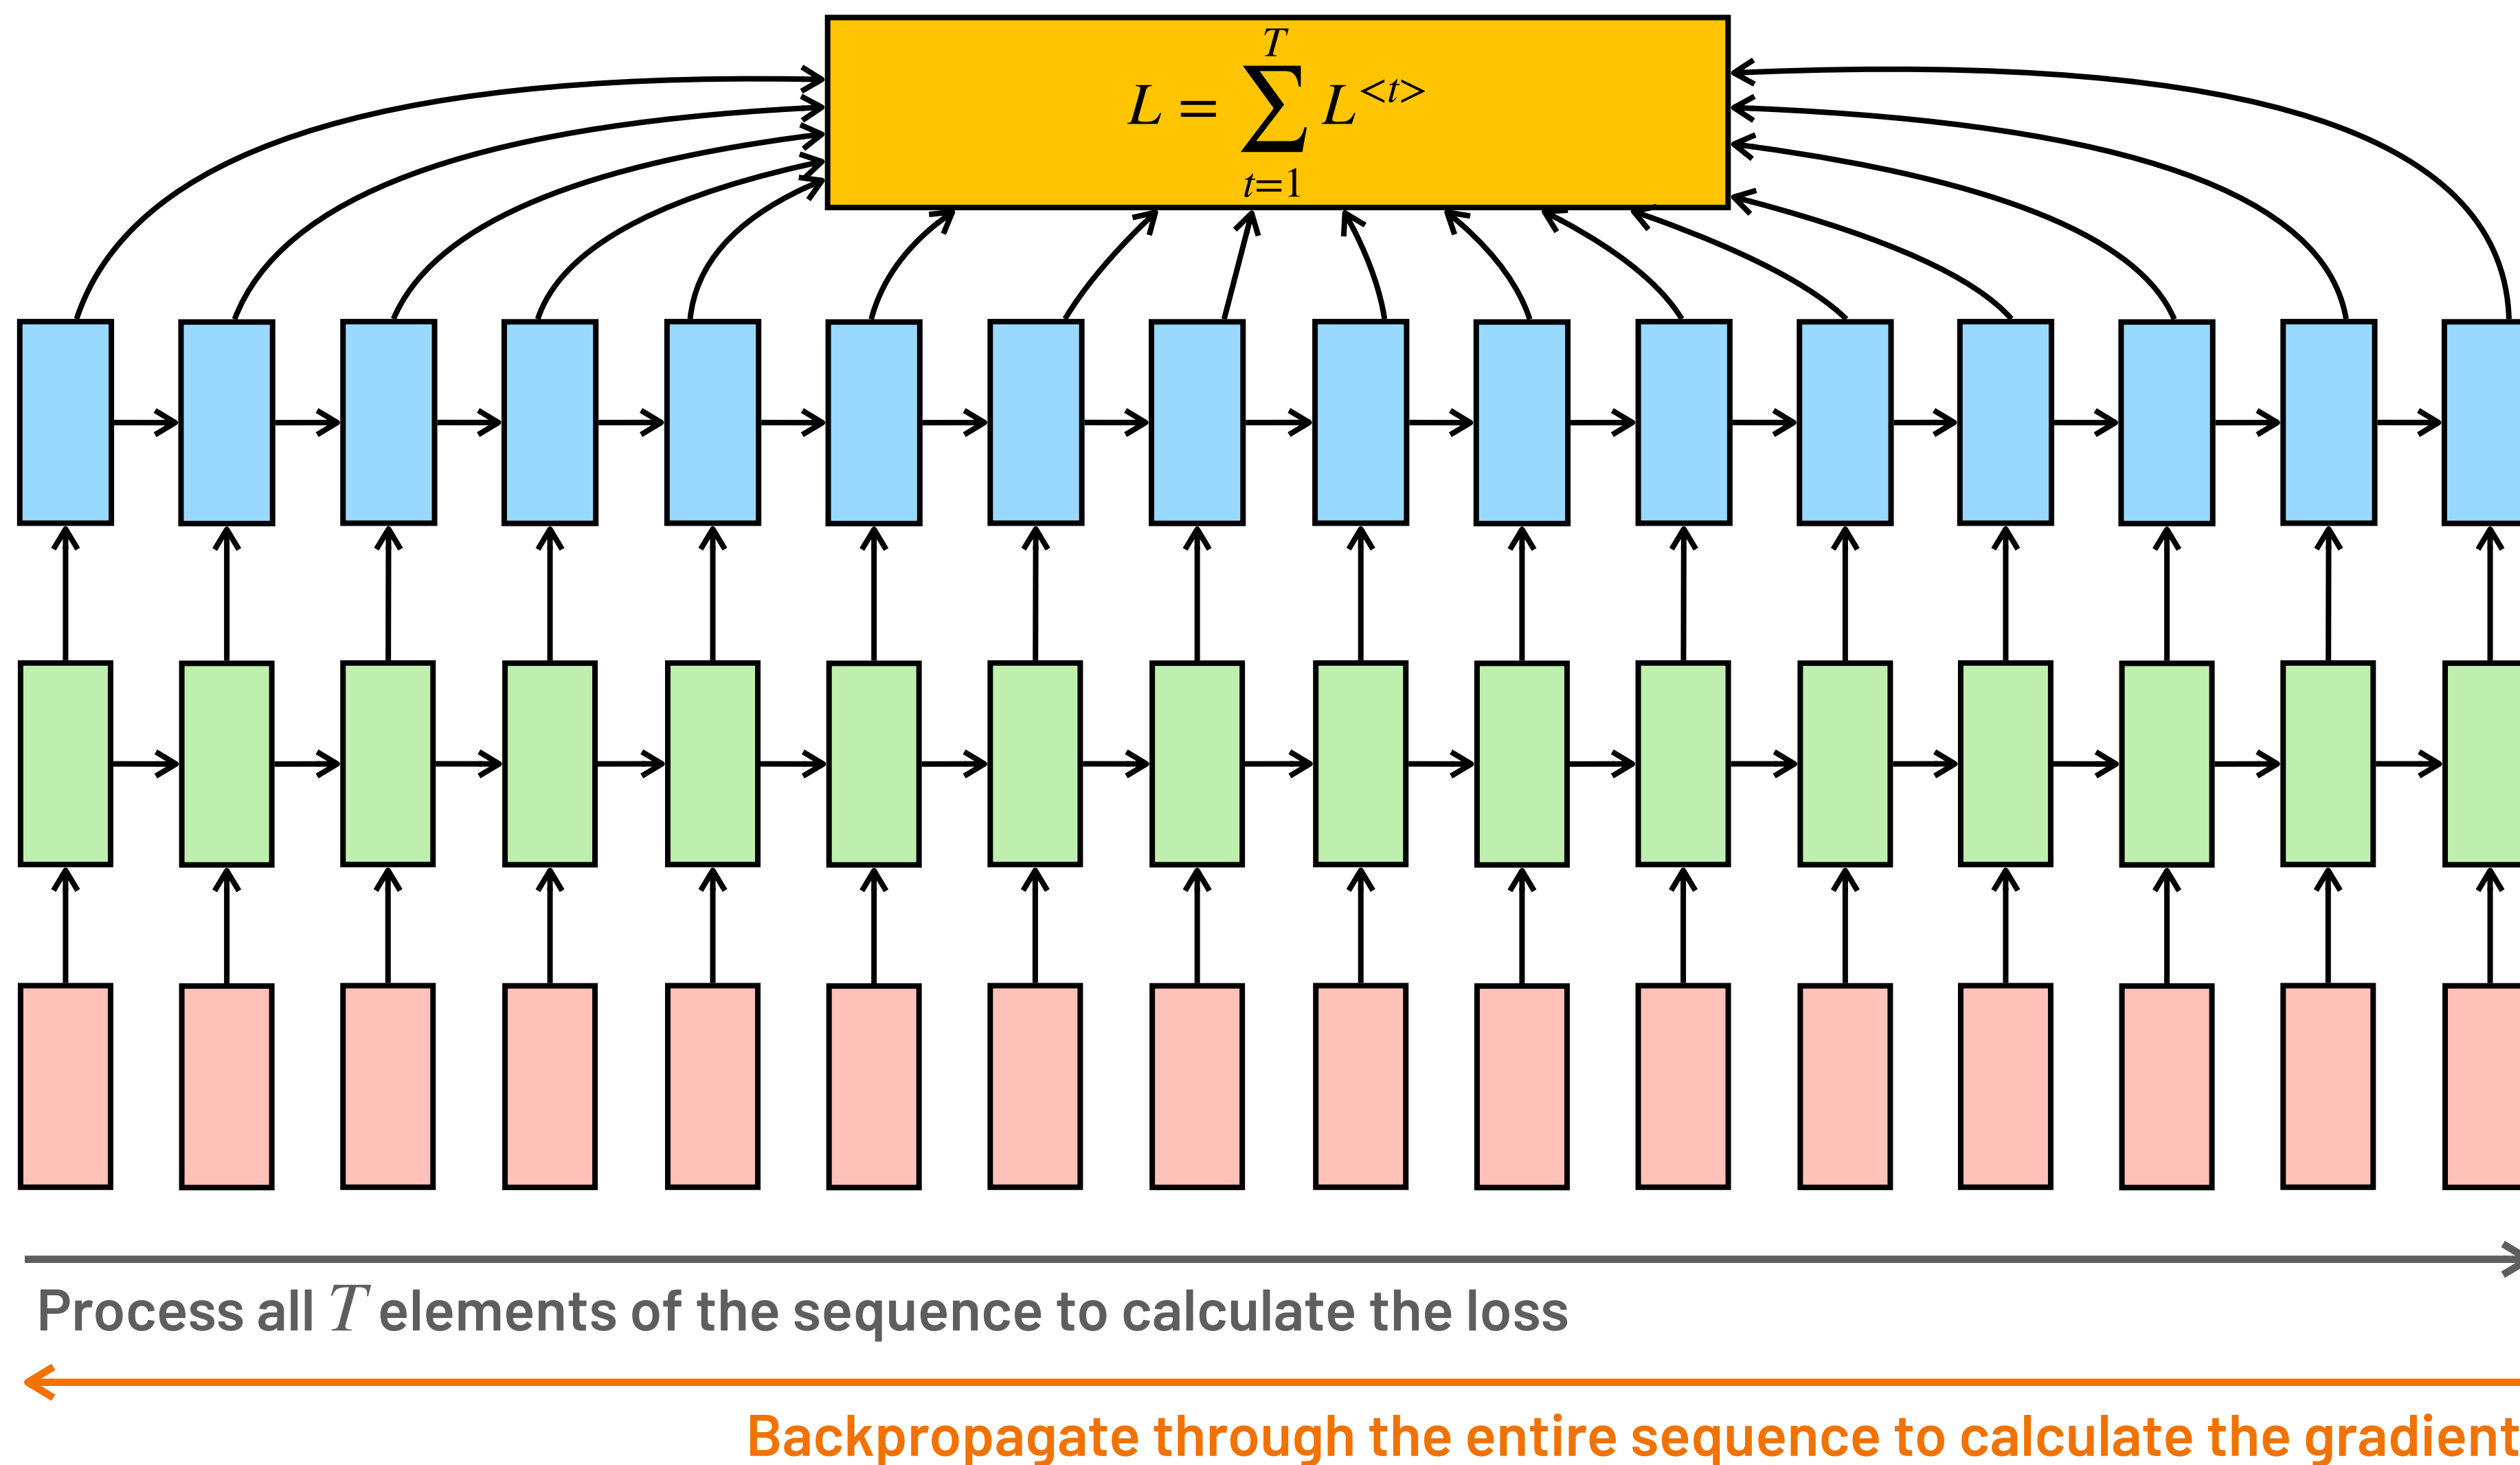 T
L = ∑ L<t>
t=1
Process all T elements of the sequence to calculate the loss
Backpropagate through the entire sequence to calculate the gradient